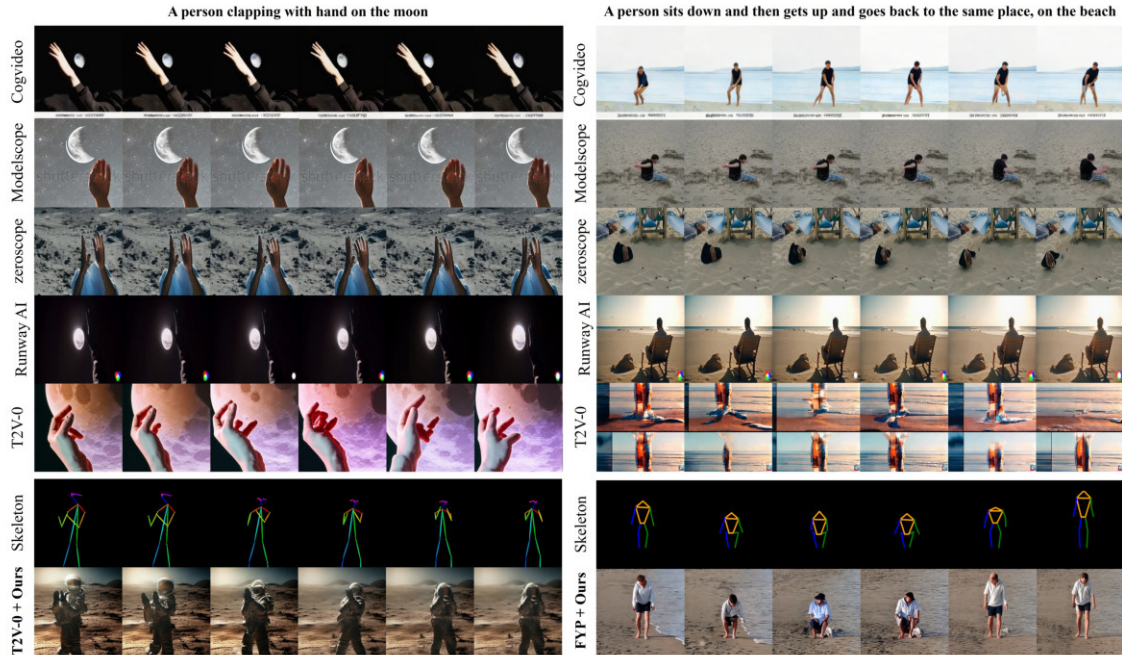 A person clapping with hand on the moon
Cogvideo
Modelscope
zeroscope
Runway AI
T2V-0
Skeleton
T2V-0 + Ours
A person sits down and then gets up and goes back to the same place, on the beach
Cogvideo
Modelscope
zeroscope
Runway AI
T2V-0
Skeleton
FYP + Ours